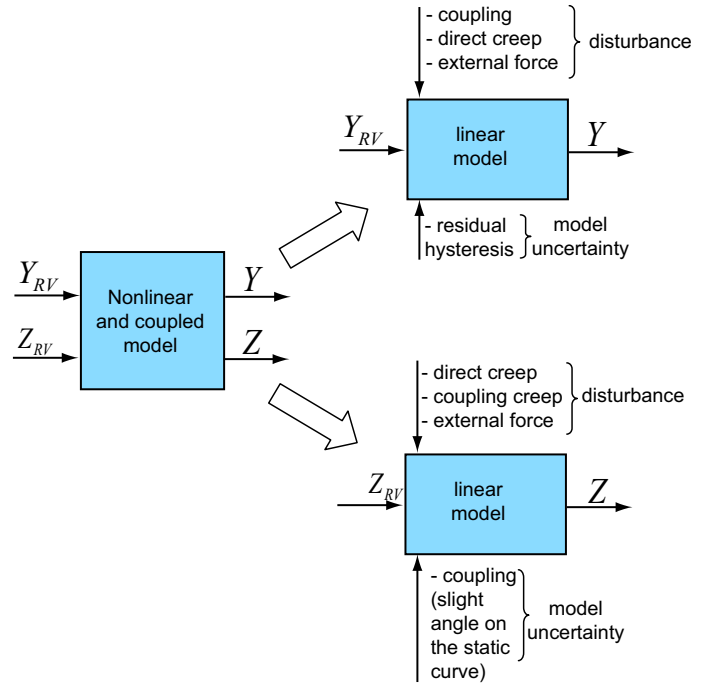 - coupling
- direct creep
- external force
disturbance
Y_RV
linear
model
Y
- residual
hysteresis
model
uncertainty
Y_RV
Z_RV
Nonlinear
and coupled
model
Y
Z
- direct creep
- coupling creep
- external force
disturbance
Z_RV
linear
model
Z
- coupling
(slight
angle on
the static
curve)
model
uncertainty